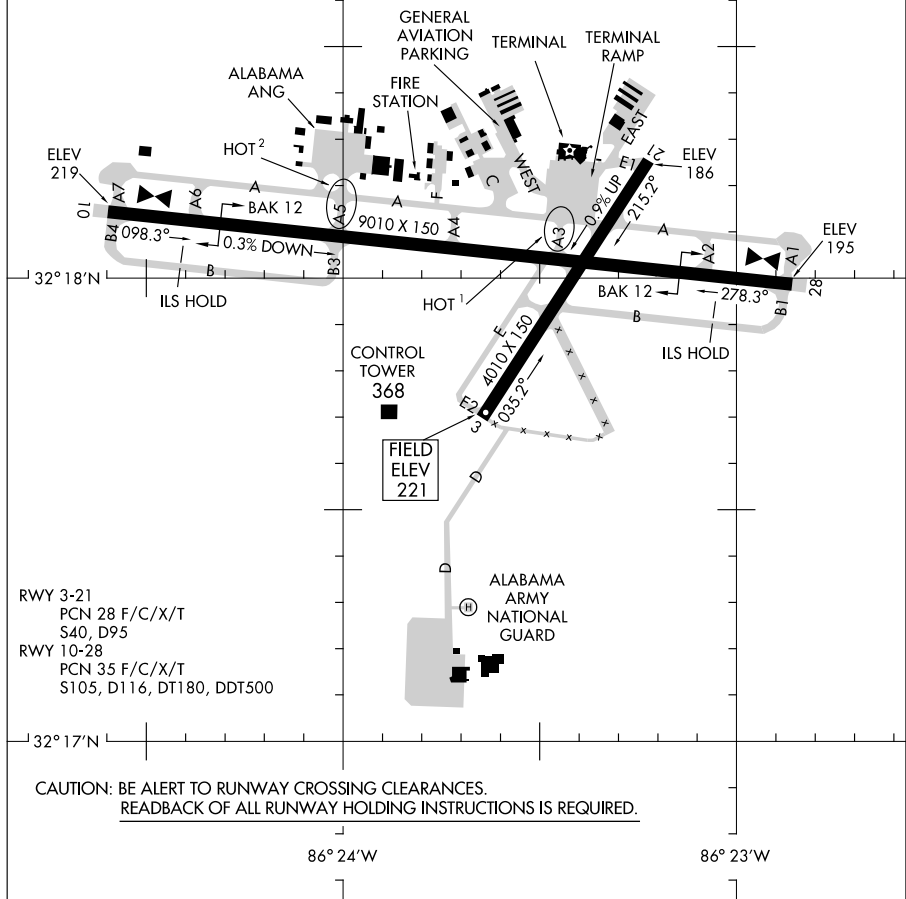 GENERAL
AVIATION
PARKING
TERMINAL
TERMINAL
RAMP
ALABAMA
ANG
FIRE
STATION
HOT 2
ELEV
219
EAST
WEST
E1
21
ELEV
186
A7
A6
A
A5
A
F
C
A4
A3
0.9% UP
215.2°
A
A2
A1
ELEV
195
10
BAK 12
9010 X 150
B4
098.3°
0.3% DOWN
B3
B
ILS HOLD
32° 18'N
HOT 1
BAK 12
278.3°
28
B1
B
ILS HOLD
E
4010 X 150
035.2°
E2
3
CONTROL
TOWER
368
FIELD
ELEV
221
D
D
H
ALABAMA
ARMY
NATIONAL
GUARD
RWY 3-21
PCN 28 F/C/X/T
S40, D95
RWY 10-28
PCN 35 F/C/X/T
S105, D116, DT180, DDT500
32° 17'N
CAUTION: BE ALERT TO RUNWAY CROSSING CLEARANCES.
READBACK OF ALL RUNWAY HOLDING INSTRUCTIONS IS REQUIRED.
86° 24'W
86° 23'W